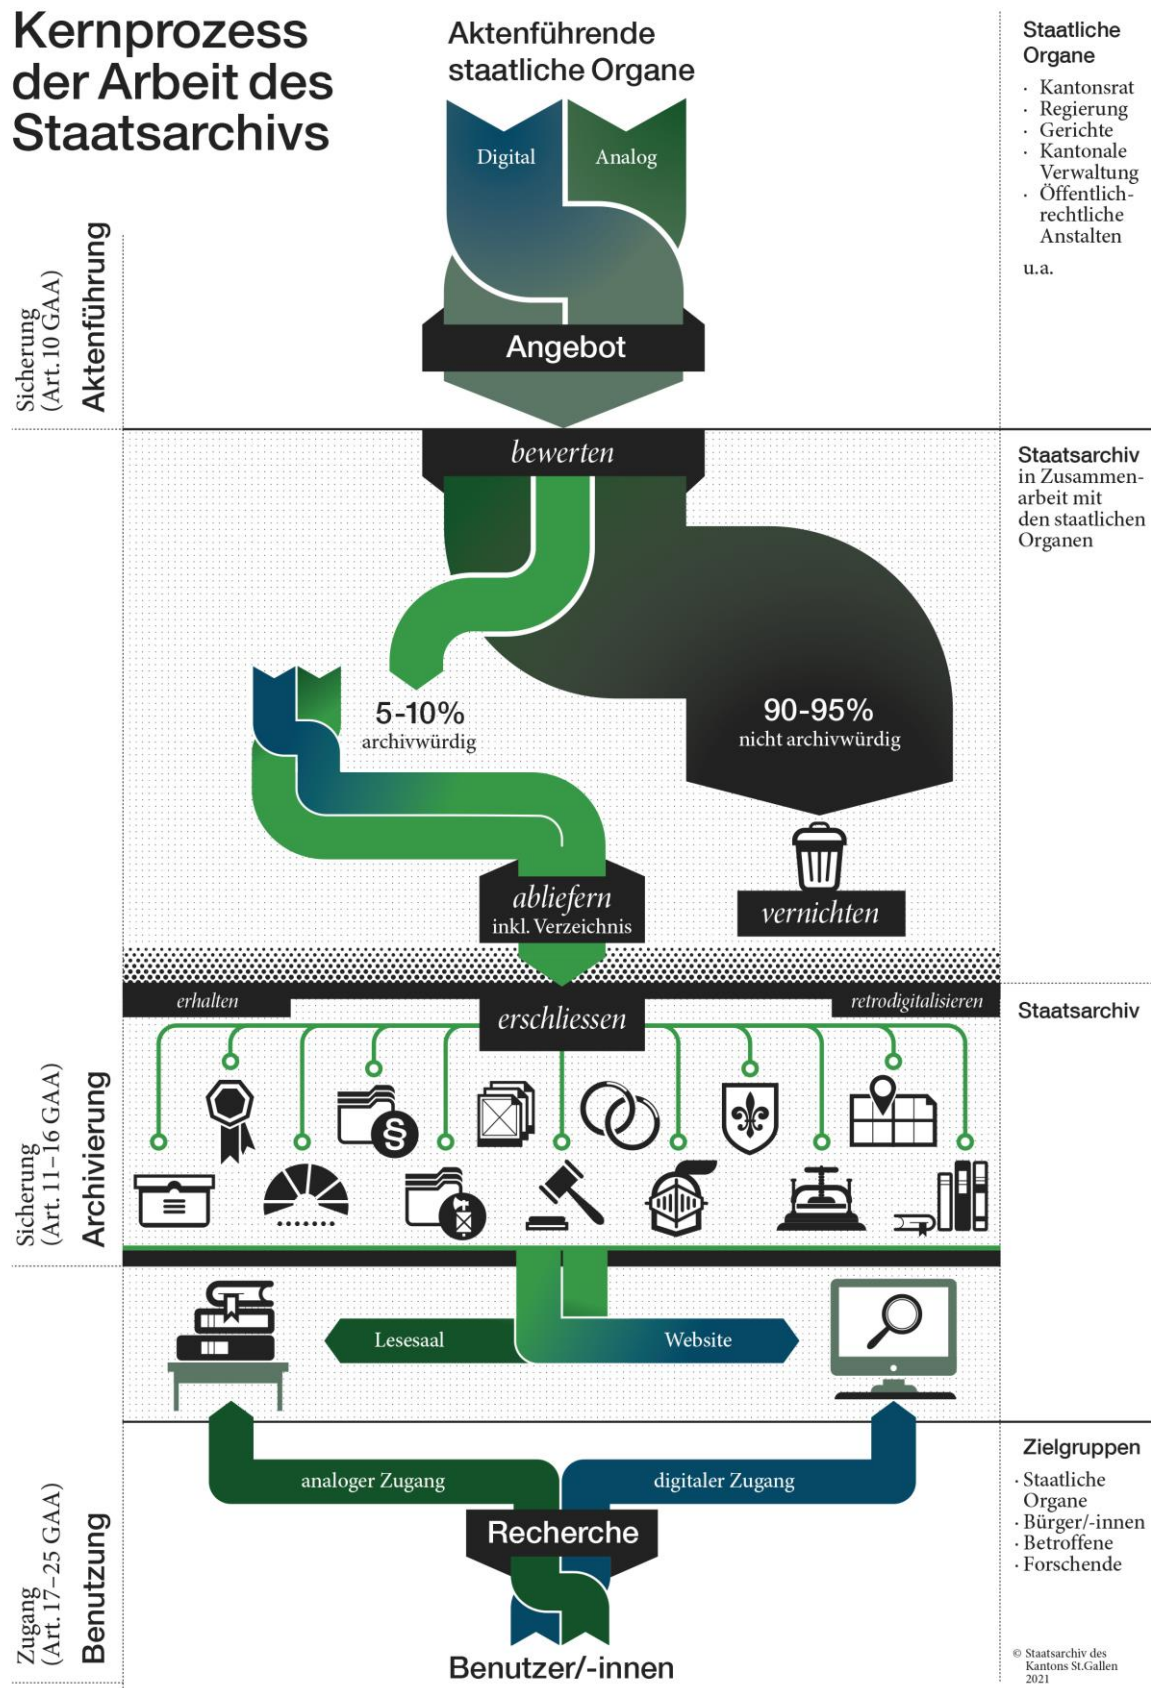 Kernprozess
der Arbeit des
Staatsarchivs
Aktenführende
staatliche Organe
Digital
Analog
Staatliche
Organe
· Kantonsrat
· Regierung
· Gerichte
· Kantonale
Verwaltung
· Öffentlich-
rechtliche
Anstalten
u.a.
Sicherung
(Art. 10 GAA)
Aktenführung
Angebot
bewerten
Staatsarchiv
in Zusammen-
arbeit mit
den staatlichen
Organen
5-10%
archivwürdig
90-95%
nicht archivwürdig
abliefern
inkl. Verzeichnis
vernichten
erhalten
erschliessen
retrodigitalisieren
Staatsarchiv
Sicherung
(Art. 11–16 GAA)
Archivierung
§
Lesesaal
Website
analoger Zugang
digitaler Zugang
Recherche
Benutzer/-innen
Zugang
(Art. 17–25 GAA)
Benutzung
Zielgruppen
· Staatliche
Organe
· Bürger/-innen
· Betroffene
· Forschende
© Staatsarchiv des
Kantons St.Gallen
2021